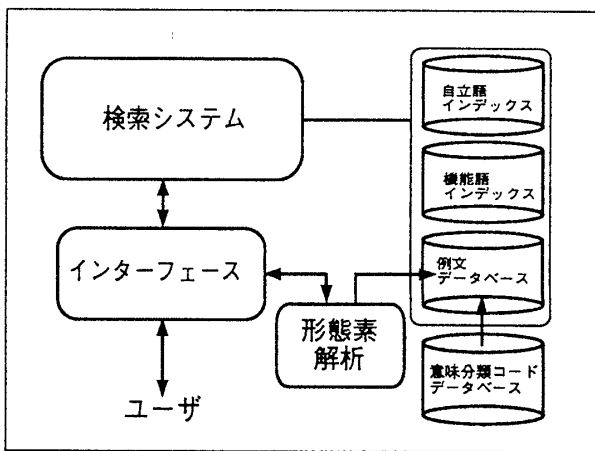 検索システム
自立語
インデックス
機能語
インデックス
インターフェース
例文
データベース
形態素
解析
意味分類コード
データベース
ユーザ